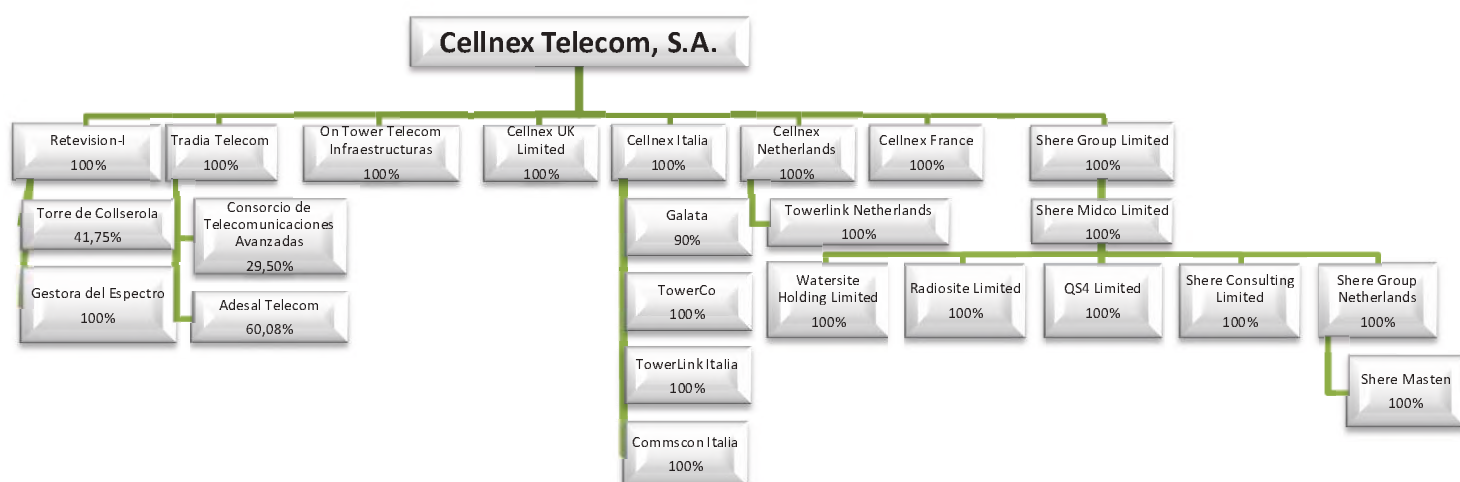 Cellnex Telecom, S.A.
Retevision-I
100%
Tradia Telecom
100%
On Tower Telecom
Infraestructuras
100%
Cellnex UK
Limited
100%
Cellnex Italia
100%
Cellnex
Netherlands
100%
Cellnex France
100%
Shere Group Limited
100%
Torre de Collserola
41,75%
Gestora del Espectro
100%
Consorcio de
Telecomunicaciones
Avanzadas
29,50%
Adesal Telecom
60,08%
Galata
90%
TowerCo
100%
TowerLink Italia
100%
Commscon Italia
100%
Towerlink Netherlands
100%
Shere Midco Limited
100%
Watersite
Holding Limited
100%
Radiosite Limited
100%
QS4 Limited
100%
Shere Consulting
Limited
100%
Shere Group
Netherlands
100%
Shere Masten
100%